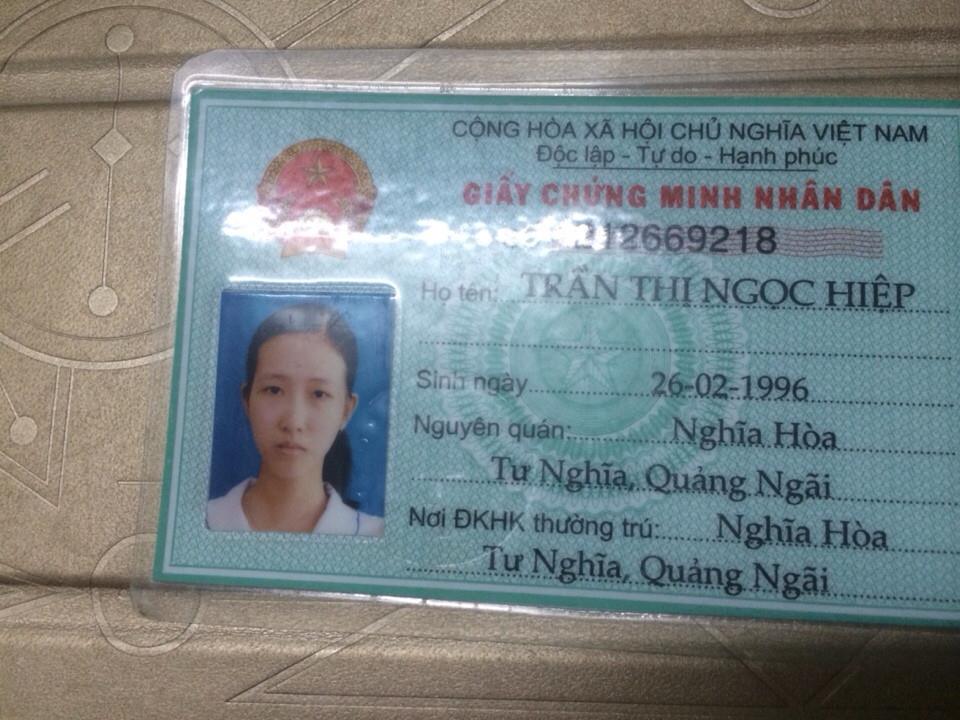 CỘNG HÒA XÃ HỘI CHỦ NGHĨA VIỆT NAM
Độc lập - Tự do - Hạnh phúc
GIẤY CHỨNG MINH NHÂN DÂN
212669218
Họ tên: TRẦN THỊ NGỌC HIỆP
Sinh ngày 26-02-1996
Nguyên quán: Nghĩa Hòa
Tư Nghĩa, Quảng Ngãi
Nơi ĐKHK thường trú: Nghĩa Hòa
Tư Nghĩa, Quảng Ngãi